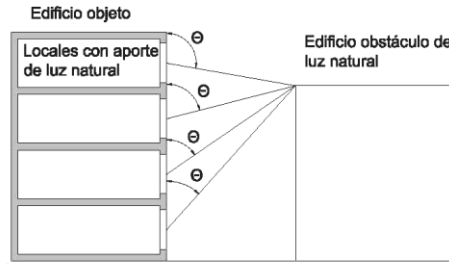 Edificio objeto
Locales con aporte
de luz natural
Edificio obstáculo de
luz natural
Θ
Θ
Θ
Θ